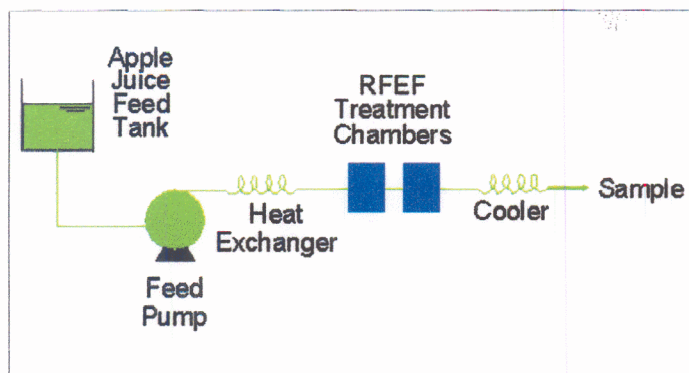 Apple
Juice
Feed
Tank
RFEF
Treatment
Chambers
Heat
Exchanger
Cooler
Sample
Feed
Pump